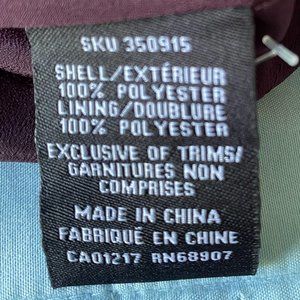 SKU 350915
SHELL/EXTÉRIEUR
100% POLYESTER
LINING/DOUBLURE
100% POLYESTER
EXCLUSIVE OF TRIMS/
GARNITURES NON
COMPRISES
MADE IN CHINA
FABRIQUÉ EN CHINE
CA01217 RN68907